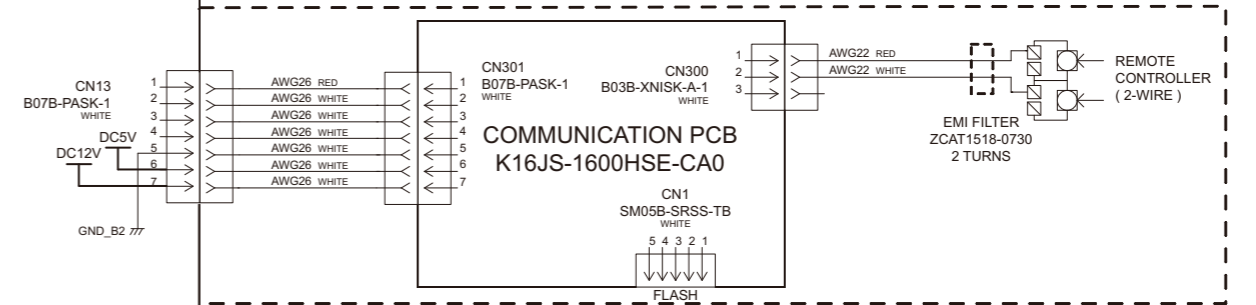 CN13
B07B-PASK-1
WHITE
DC5V
DC12V
GND_B2
1
2
3
4
5
6
7
AWG26 RED
AWG26 WHITE
AWG26 WHITE
AWG26 WHITE
AWG26 WHITE
AWG26 WHITE
AWG26 WHITE
1
2
3
4
5
6
7
CN301
B07B-PASK-1
WHITE
COMMUNICATION PCB
K16JS-1600HSE-CA0
CN1
SM05B-SRSS-TB
WHITE
5 4 3 2 1
FLASH
CN300
B03B-XNISK-A-1
WHITE
1
2
3
AWG22 RED
AWG22 WHITE
EMI FILTER
ZCAT1518-0730
2 TURNS
REMOTE
CONTROLLER
( 2-WIRE )